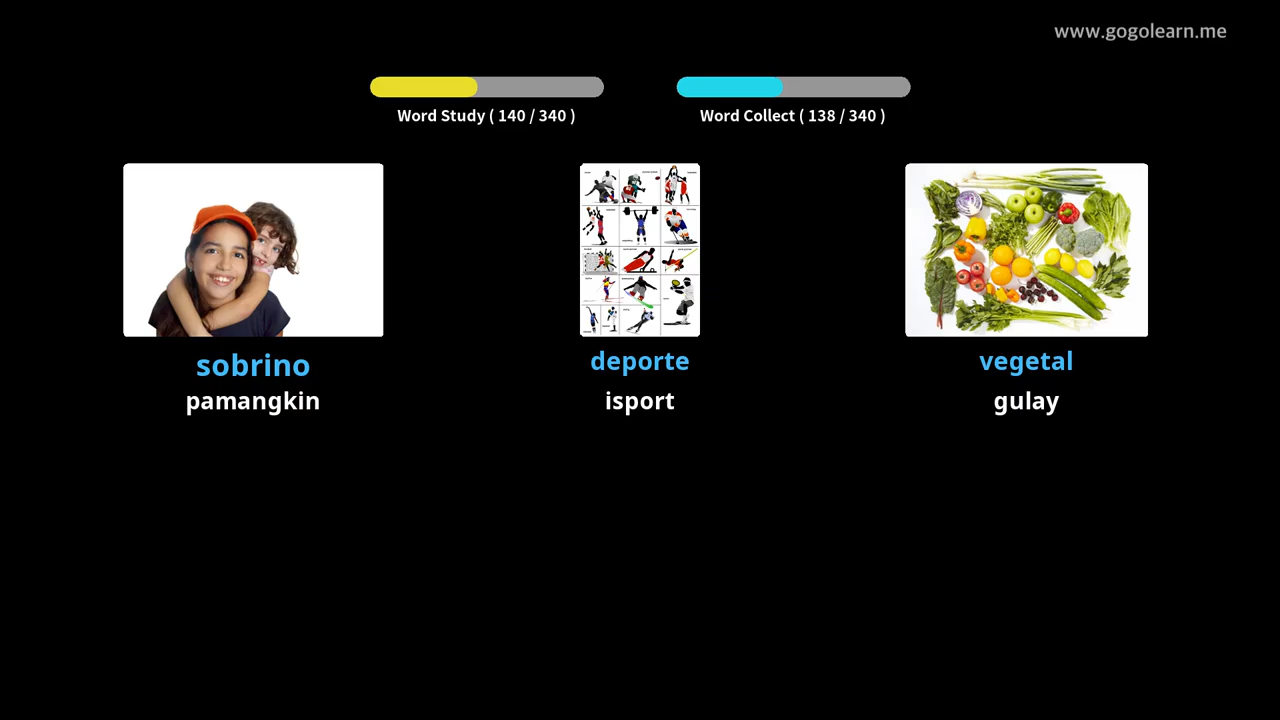 www.gogolearn.me
Word Study ( 140 / 340 )
Word Collect ( 138 / 340 )
sobrino
pamangkin
deporte
isport
vegetal
gulay